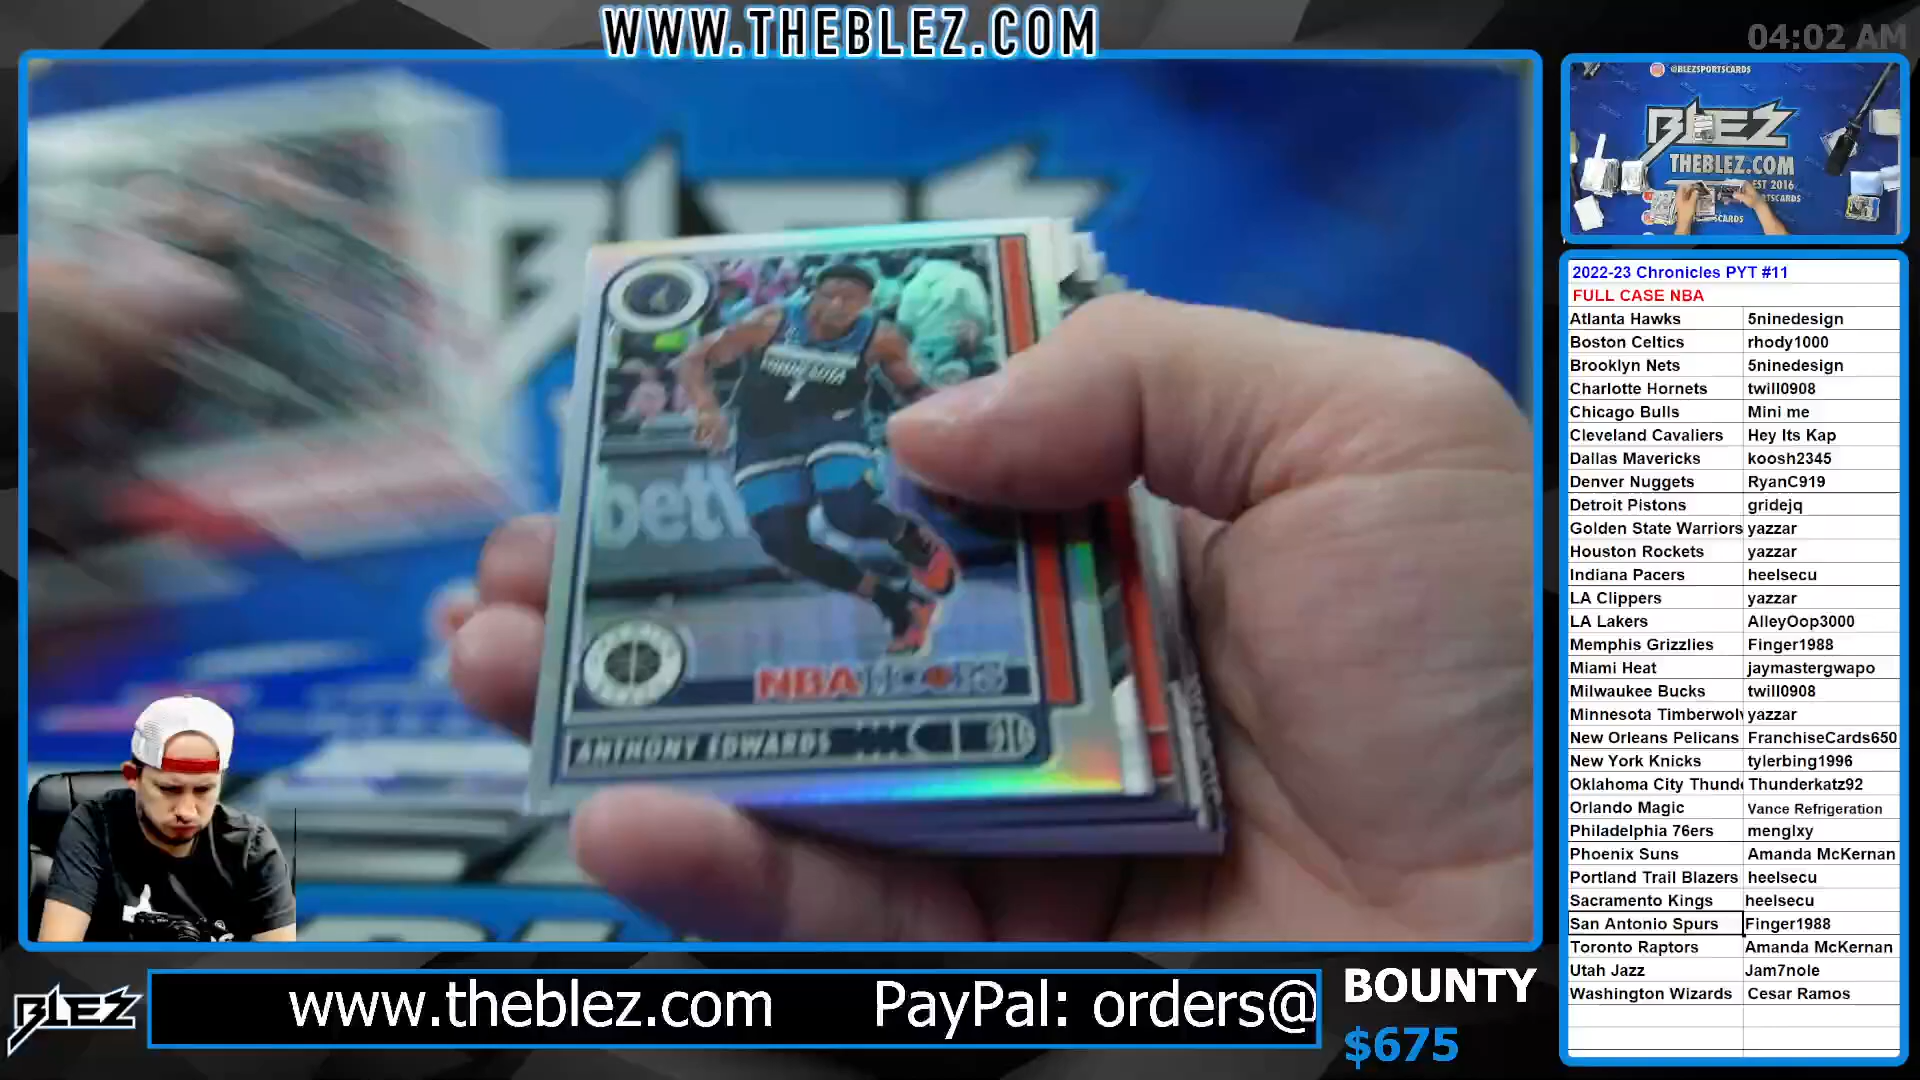 WWW.THEBLEZ.COM
04:02 AM
@BLEZSPORTSCARDS
BLEZ
THEBLEZ.COM
EST 2016
BLEZ
MINNESOTA
bet
NBA HOOPS
ANTHONY EDWARDS
2022-23 Chronicles PYT #11
FULL CASE NBA
Atlanta Hawks 5ninedesign
Boston Celtics rhody1000
Brooklyn Nets 5ninedesign
Charlotte Hornets twill0908
Chicago Bulls Mini me
Cleveland Cavaliers Hey Its Kap
Dallas Mavericks koosh2345
Denver Nuggets RyanC919
Detroit Pistons gridejq
Golden State Warriors yazzar
Houston Rockets yazzar
Indiana Pacers heelsecu
LA Clippers yazzar
LA Lakers AlleyOop3000
Memphis Grizzlies Finger1988
Miami Heat jaymastergwapo
Milwaukee Bucks twill0908
Minnesota Timberwolv yazzar
New Orleans Pelicans FranchiseCards650
New York Knicks tylerbing1996
Oklahoma City Thund Thunderkatz92
Orlando Magic Vance Refrigeration
Philadelphia 76ers menglxy
Phoenix Suns Amanda McKernan
Portland Trail Blazers heelsecu
Sacramento Kings heelsecu
San Antonio Spurs Finger1988
Toronto Raptors Amanda McKernan
Utah Jazz Jam7nole
Washington Wizards Cesar Ramos
BLEZ
www.theblez.com PayPal: orders@
BOUNTY
$675